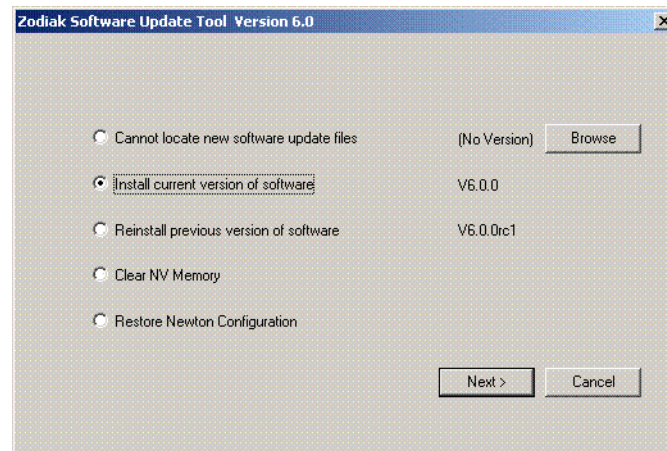 Zodiak Software Update Tool Version 6.0
Cannot locate new software update files (No Version) Browse
Install current version of software V6.0.0
Reinstall previous version of software V6.0.0rc1
Clear NV Memory
Restore Newton Configuration
Next > Cancel